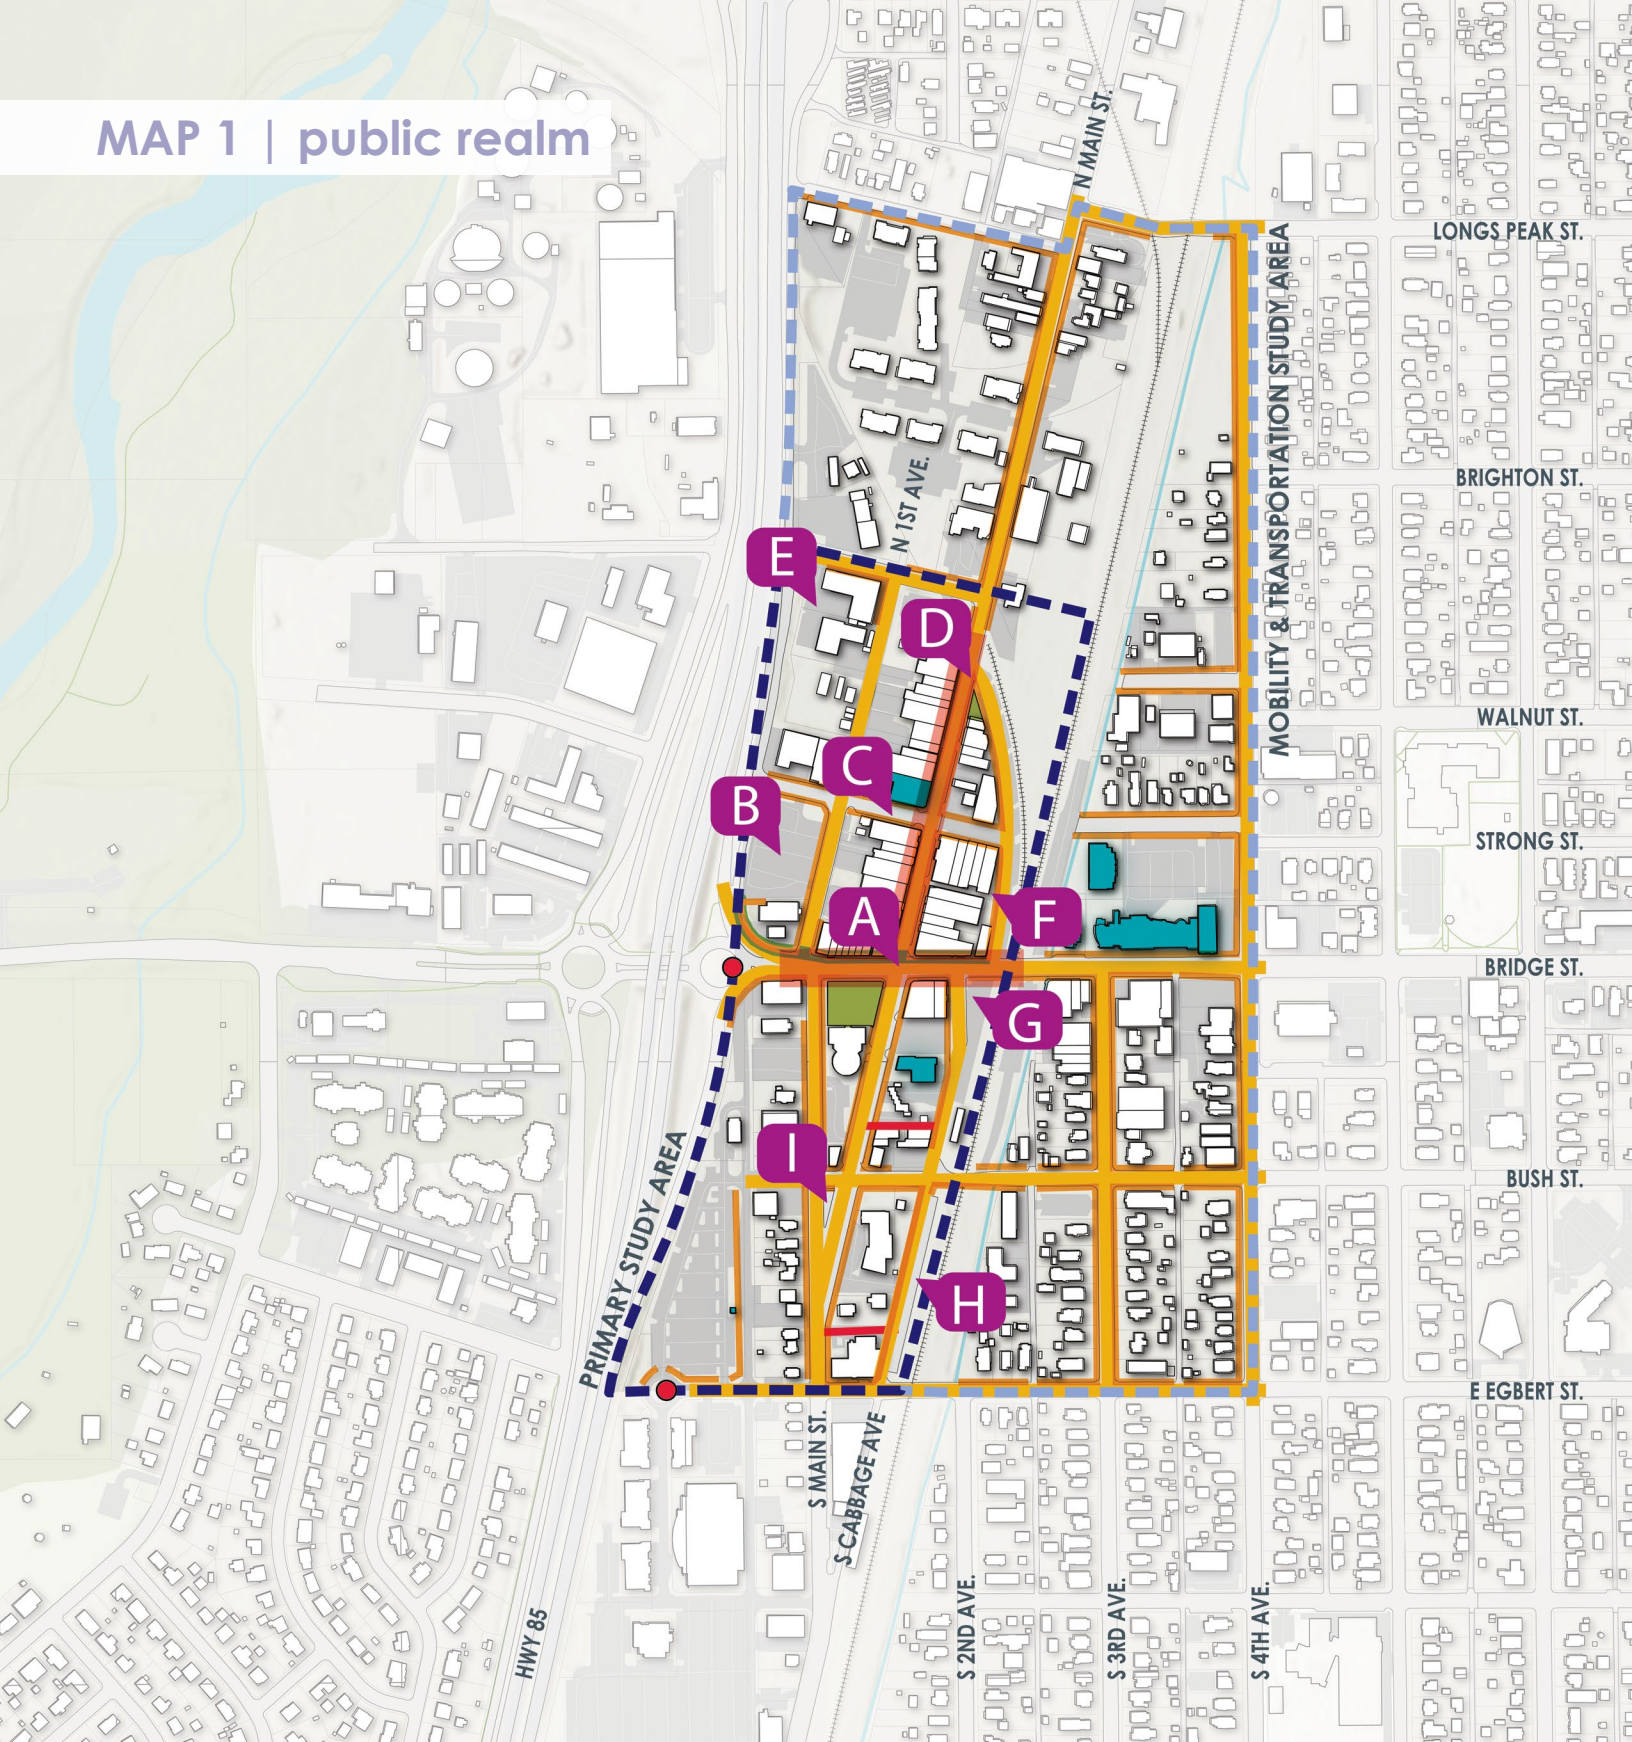 MAP 1 | public realm
N MAIN ST.
LONGS PEAK ST.
MOBILITY & TRANSPORTATION STUDY AREA
BRIGHTON ST.
N 1ST AVE.
E
D
WALNUT ST.
C
B
STRONG ST.
A
F
BRIDGE ST.
G
I
BUSH ST.
PRIMARY STUDY AREA
H
E EGBERT ST.
S MAIN ST.
S CABBAGE AVE
HWY 85
S 2ND AVE.
S 3RD AVE.
S 4TH AVE.